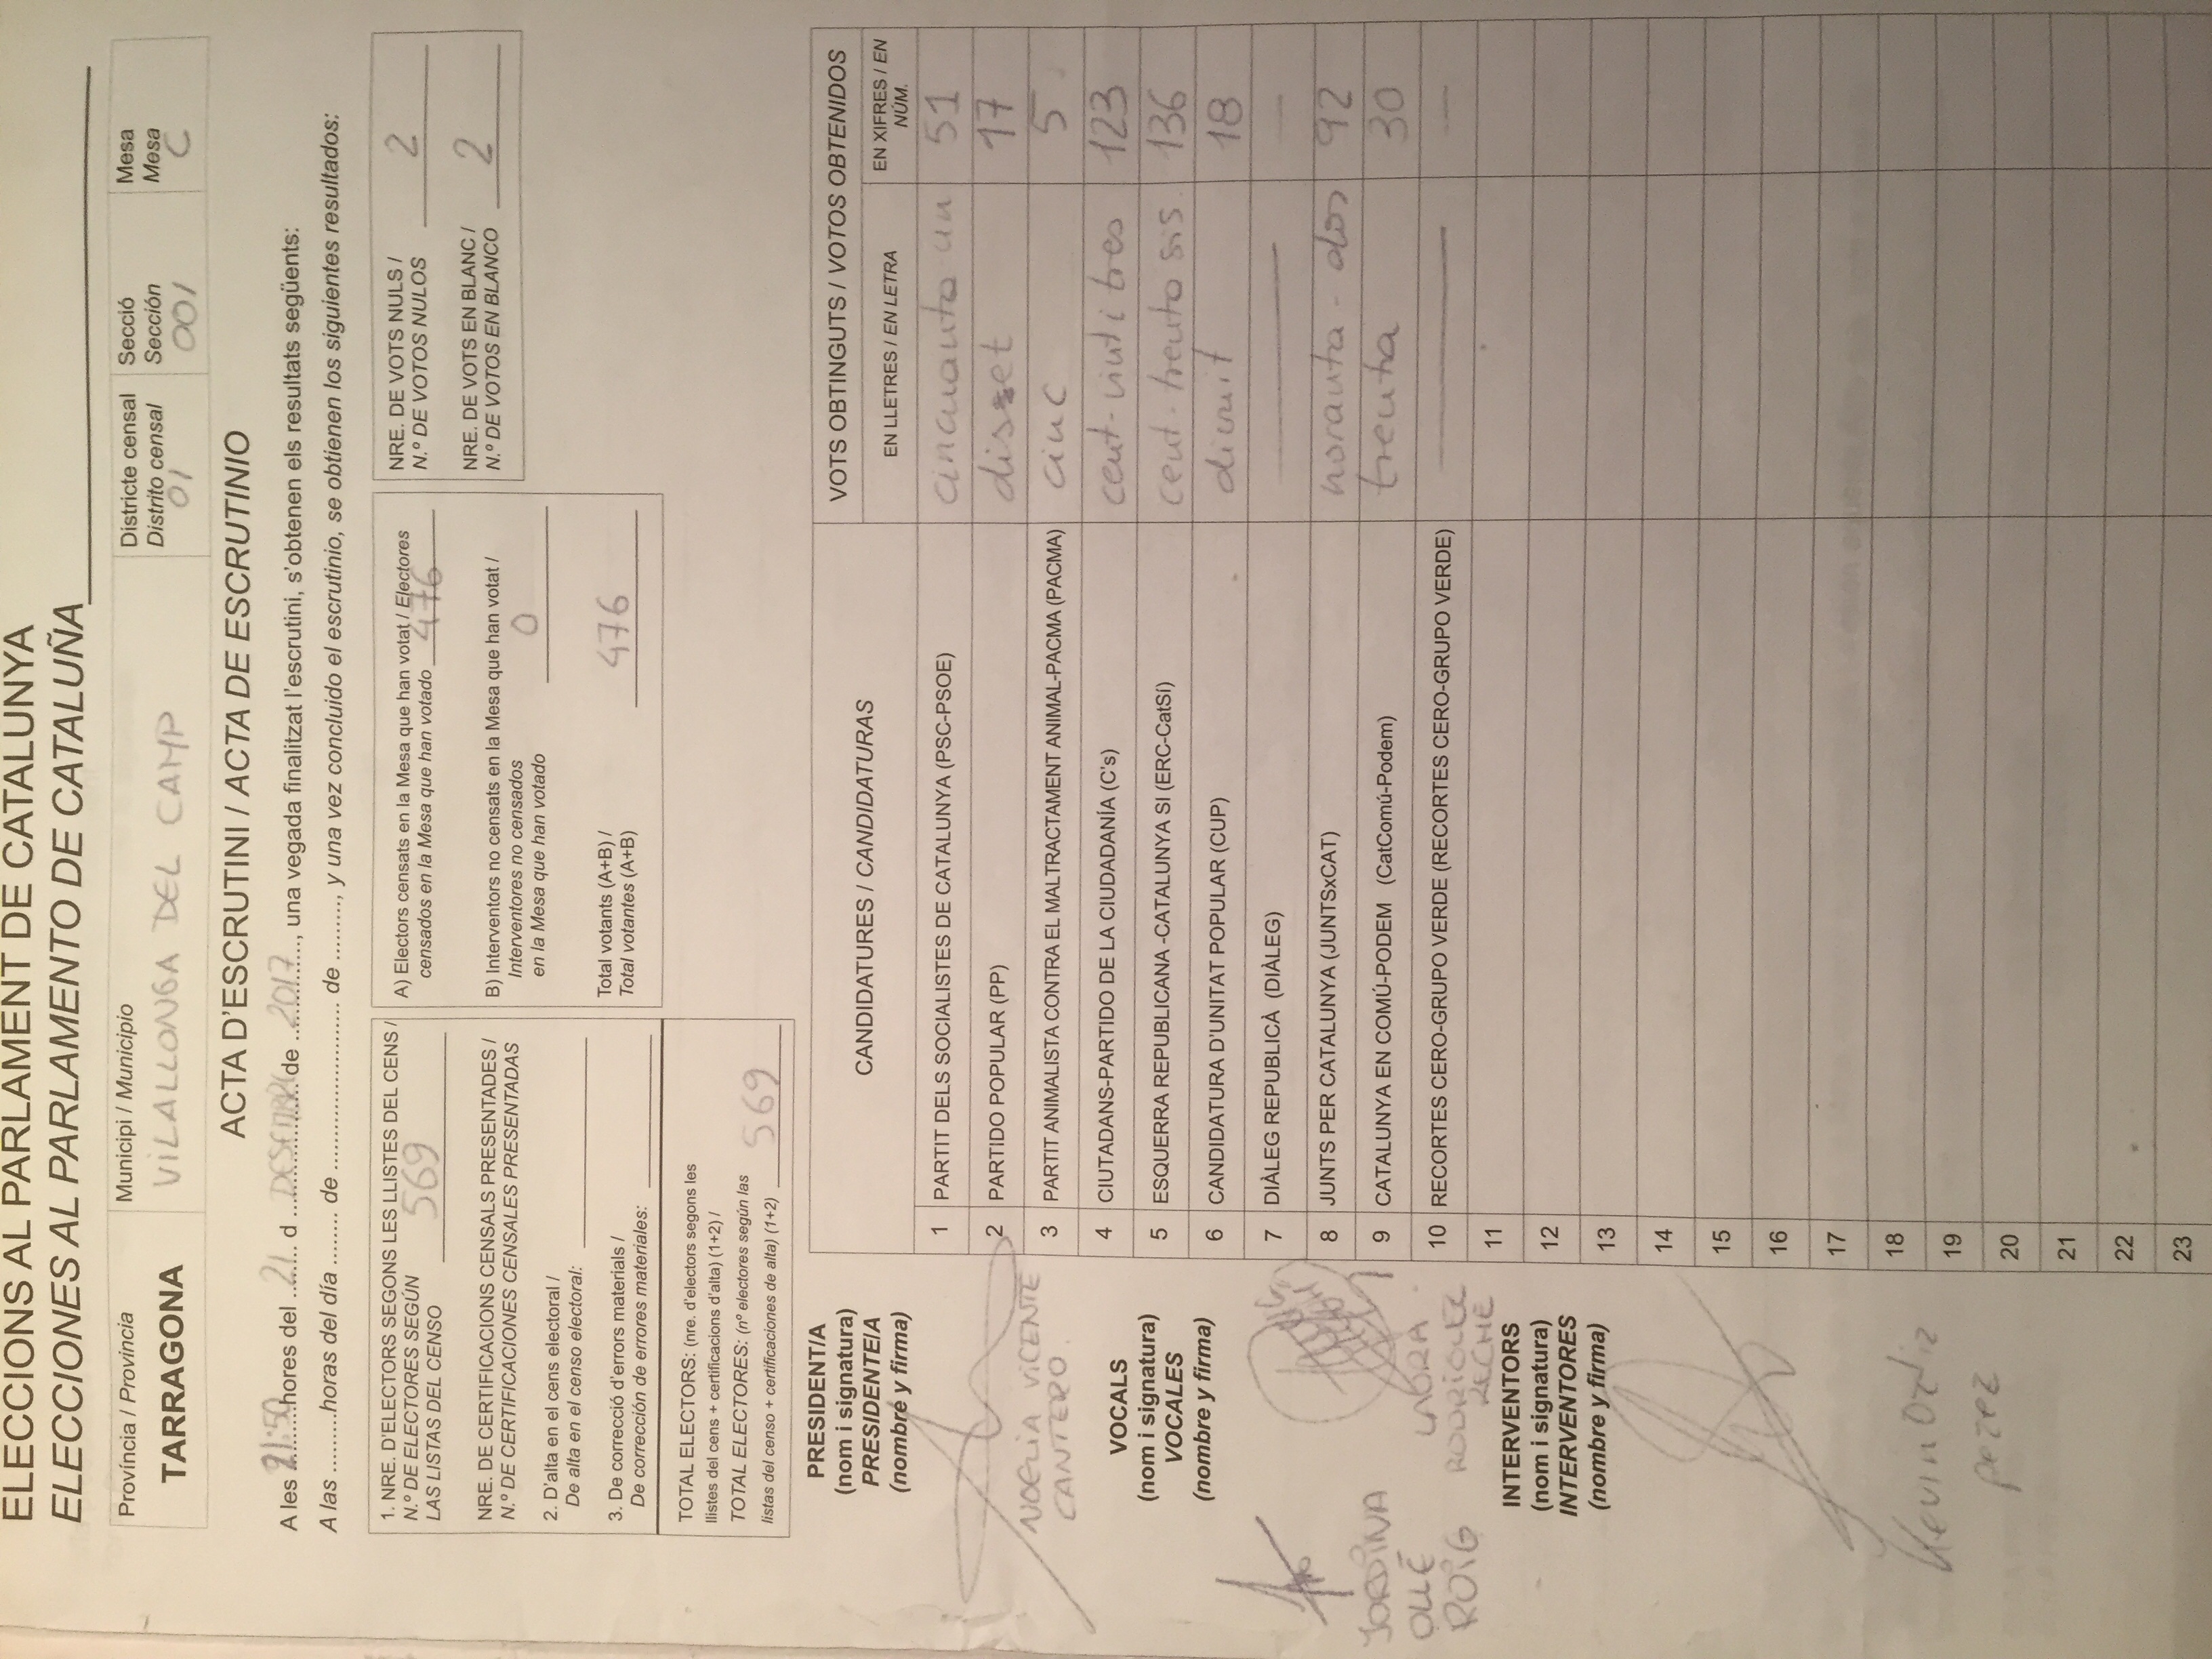 ELECCIONS AL PARLAMENT DE CATALUNYA
ELECCIONES AL PARLAMENTO DE CATALUÑA
Província / Provincia
TARRAGONA
Municipi / Municipio
VILALLONGA DEL CAMP
Districte censal
Distrito censal
01
Secció
Sección
001
Mesa
Mesa
C
ACTA D'ESCRUTINI / ACTA DE ESCRUTINIO
A les 21:50 hores del 21 d DESEMBRE de 2017, una vegada finalitzat l'escrutini, s'obtenen els resultats següents:
A las .........horas del día ........ de ........................ de ........., y una vez concluido el escrutinio, se obtienen los siguientes resultados:
1. NRE. D'ELECTORS SEGONS LES LLISTES DEL CENS /
N.º DE ELECTORES SEGÚN
LAS LISTAS DEL CENSO 569
NRE. DE CERTIFICACIONS CENSALS PRESENTADES /
N.º DE CERTIFICACIONES CENSALES PRESENTADAS
2. D'alta en el cens electoral /
De alta en el censo electoral:
3. De correcció d'errors materials /
De corrección de errores materiales:
TOTAL ELECTORS: (nre. d'electors segons les
llistes del cens + certificacions d'alta) (1+2) /
TOTAL ELECTORES: (nº electores según las
listas del censo + certificaciones de alta) (1+2) 569
A) Electors censats en la Mesa que han votat / Electores
censados en la Mesa que han votado 476
B) Interventors no censats en la Mesa que han votat /
Interventores no censados
en la Mesa que han votado 0
Total votants (A+B) /
Total votantes (A+B) 476
NRE. DE VOTS NULS /
N.º DE VOTOS NULOS 2
NRE. DE VOTS EN BLANC /
N.º DE VOTOS EN BLANCO 2
PRESIDENT/A
(nom i signatura)
PRESIDENTE/A
(nombre y firma)
NOELIA VICENTE
CANTERO
VOCALS
(nom i signatura)
VOCALES
(nombre y firma)
JORDINA
OLLÉ
ROIG
LAURA
RODRIGUEZ
RECHE
INTERVENTORS
(nom i signatura)
INTERVENTORES
(nombre y firma)
Kevin Ortiz
perez
CANDIDATURES / CANDIDATURAS
VOTS OBTINGUTS / VOTOS OBTENIDOS
EN LLETRES / EN LETRA
EN XIFRES / EN
NÚM.
1 PARTIT DELS SOCIALISTES DE CATALUNYA (PSC-PSOE) cincuanta un 51
2 PARTIDO POPULAR (PP) disset 17
3 PARTIT ANIMALISTA CONTRA EL MALTRACTAMENT ANIMAL-PACMA (PACMA) cinc 5
4 CIUTADANS-PARTIDO DE LA CIUDADANÍA (C's) cent-vint i tres 123
5 ESQUERRA REPUBLICANA -CATALUNYA SI (ERC-CatSí) cent-trenta sis 136
6 CANDIDATURA D'UNITAT POPULAR (CUP) divuit 18
7 DIÀLEG REPUBLICÀ (DIÀLEG) — —
8 JUNTS PER CATALUNYA (JUNTSxCAT) noranta - dos 92
9 CATALUNYA EN COMÚ-PODEM (CatComú-Podem) trenta 30
10 RECORTES CERO-GRUPO VERDE (RECORTES CERO-GRUPO VERDE) — —
11
12
13
14
15
16
17
18
19
20
21
22
23